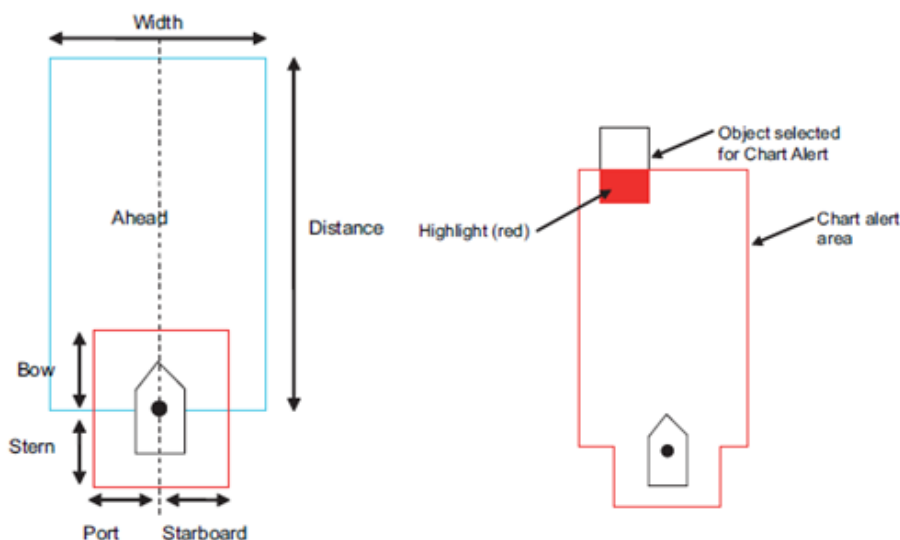 Width
Ahead
Distance
Bow
Stern
Port
Starboard
Object selected
for Chart Alert
Highlight (red)
Chart alert
area